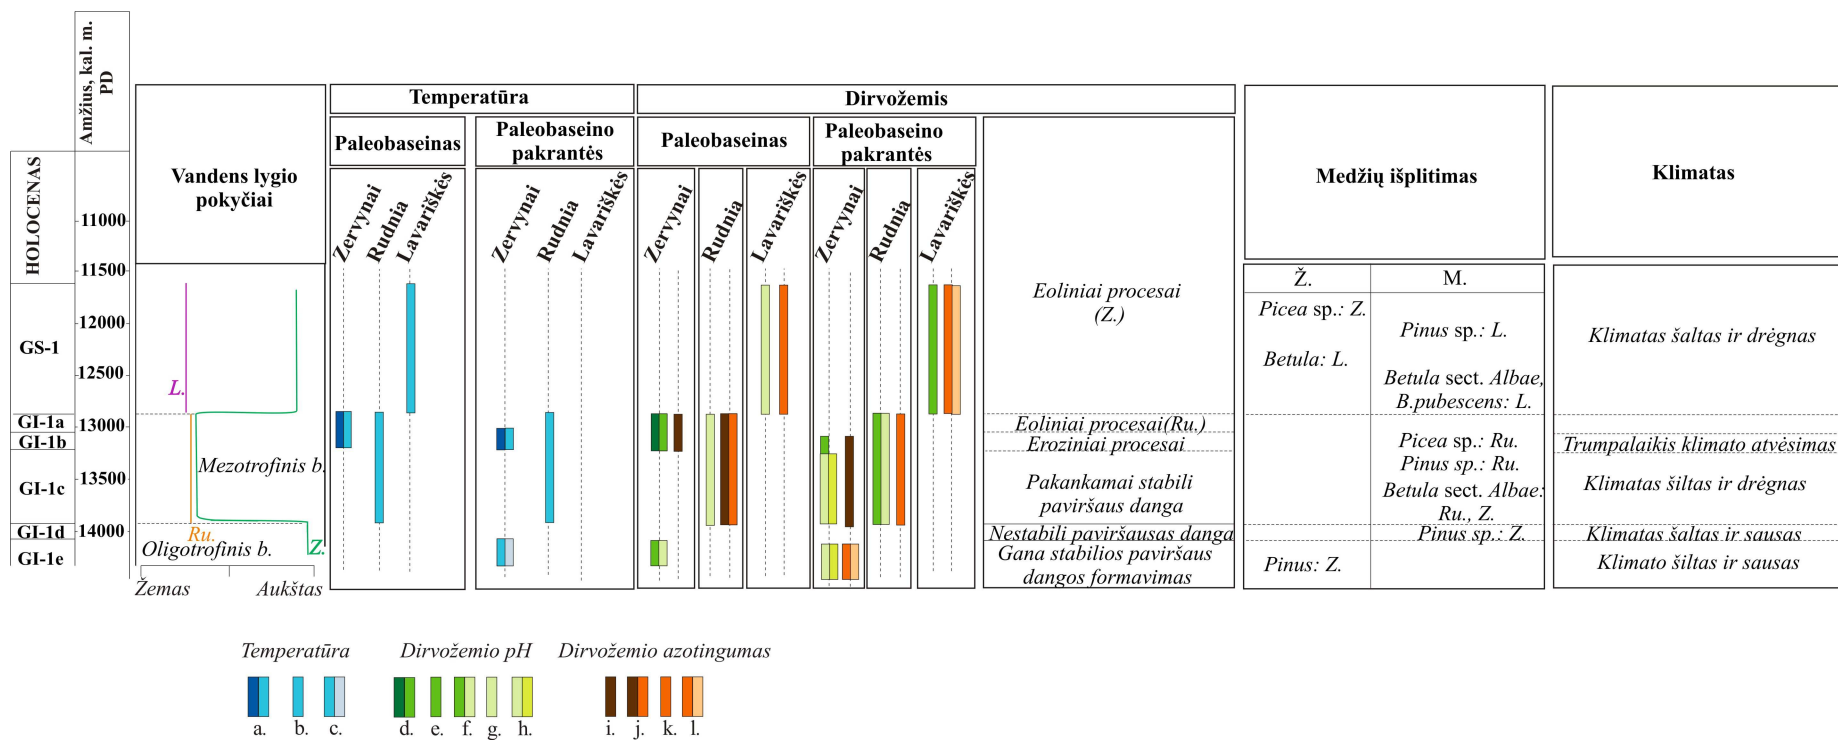 Amžius, kal. m.
PD
HOLOCENAS
GS-1
GI-1a
GI-1b
GI-1c
GI-1d
GI-1e
11000
11500
12000
12500
13000
13500
14000
Vandens lygio
pokyčiai
L.
Mezotrofinis b.
Ru.
Oligotrofinis b.
Z.
Žemas
Aukštas
Temperatūra
Paleobaseinas
Paleobaseino
pakrantės
Zervynai
Rudnia
Lavariškės
Zervynai
Rudnia
Lavariškės
Dirvožemis
Paleobaseinas
Paleobaseino
pakrantės
Zervynai
Rudnia
Lavariškės
Zervynai
Rudnia
Lavariškės
Eoliniai procesai
(Z.)
Eoliniai procesai(Ru.)
Eroziniai procesai
Pakankamai stabili
paviršaus danga
Nestabili paviršausas danga
Gana stabilios paviršaus
dangos formavimas
Medžių išplitimas
Ž.
M.
Picea sp.: Z.
Pinus sp.: L.
Betula: L.
Betula sect. Albae,
B.pubescens: L.
Picea sp.: Ru.
Pinus sp.: Ru.
Betula sect. Albae:
Ru., Z.
Pinus sp.: Z.
Pinus: Z.
Klimatas
Klimatas šaltas ir drėgnas
Trumpalaikis klimato atvėsimas
Klimatas šiltas ir drėgnas
Klimatas šaltas ir sausas
Klimato šiltas ir sausas
Temperatūra
a.
b.
c.
Dirvožemio pH
d.
e.
f.
g.
h.
Dirvožemio azotingumas
i.
j.
k.
l.